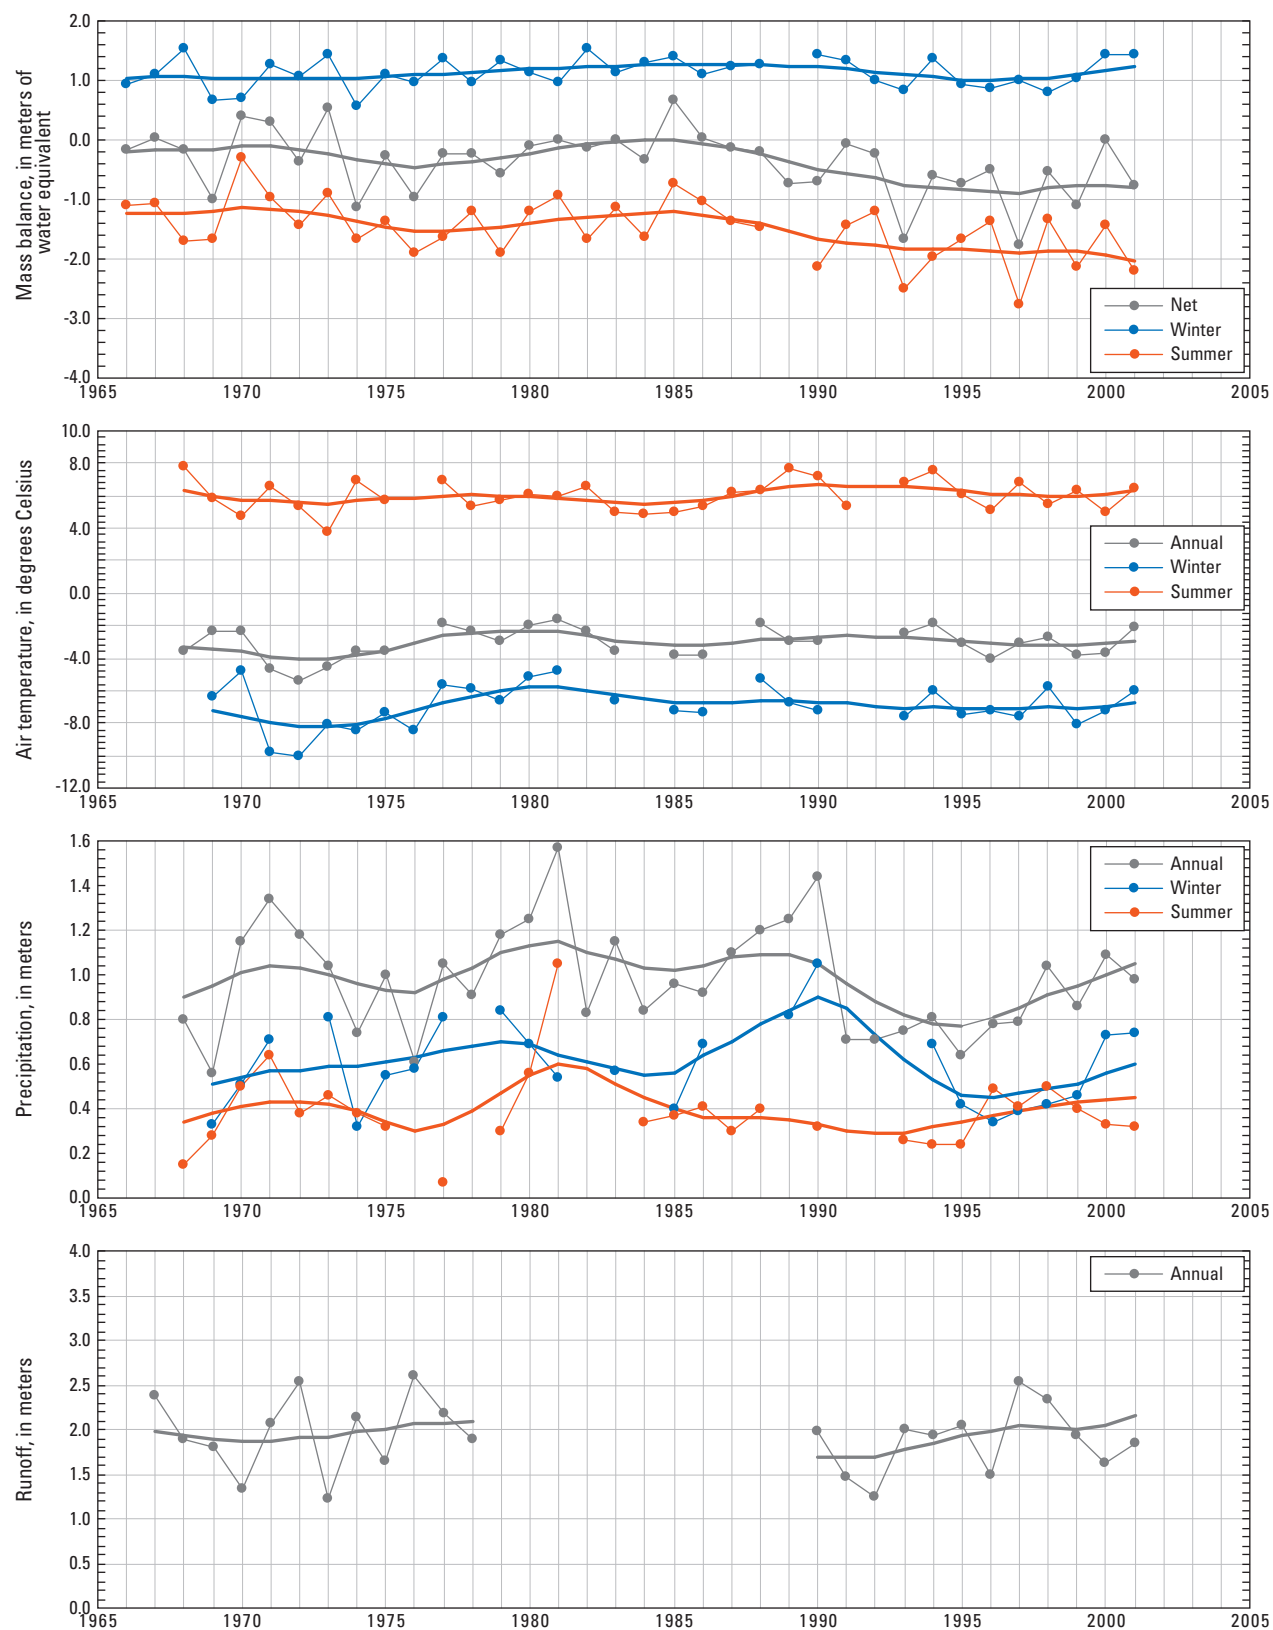 2.0
1.0
0.0
-1.0
-2.0
-3.0
-4.0
Mass balance, in meters of
water equivalent
Net
Winter
Summer
1965 1970 1975 1980 1985 1990 1995 2000 2005
10.0
8.0
4.0
0.0
-4.0
-8.0
-12.0
Air temperature, in degrees Celsius
Annual
Winter
Summer
1965 1970 1975 1980 1985 1990 1995 2000 2005
1.6
1.4
1.2
1.0
0.8
0.6
0.4
0.2
0.0
Precipitation, in meters
Annual
Winter
Summer
1965 1970 1975 1980 1985 1990 1995 2000 2005
4.0
3.5
3.0
2.5
2.0
1.5
1.0
0.5
0.0
Runoff, in meters
Annual
1965 1970 1975 1980 1985 1990 1995 2000 2005